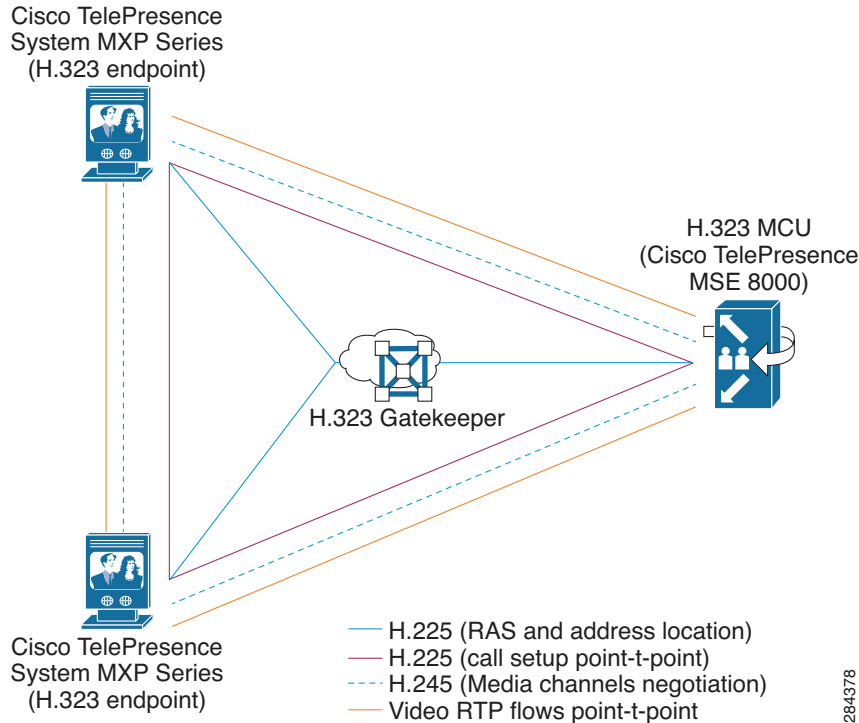 Cisco TelePresence
System MXP Series
(H.323 endpoint)
H.323 MCU
(Cisco TelePresence
MSE 8000)
H.323 Gatekeeper
Cisco TelePresence
System MXP Series
(H.323 endpoint)
H.225 (RAS and address location)
H.225 (call setup point-t-point)
H.245 (Media channels negotiation)
Video RTP flows point-t-point
284378